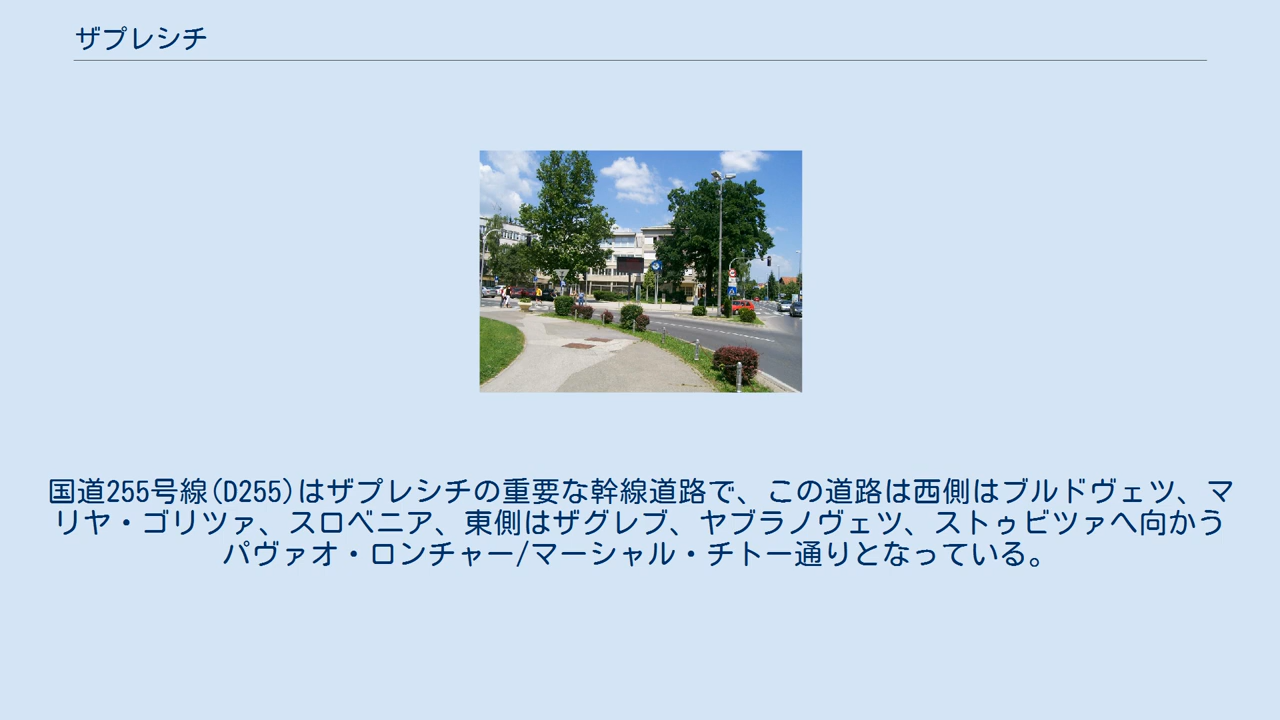 ザプレシチ
国道255号線(D255)はザプレシチの重要な幹線道路で、この道路は西側はブルドヴェツ、マ
リヤ・ゴリツァ、スロベニア、東側はザグレブ、ヤブラノヴェツ、ストゥビツァへ向かう
パヴァオ・ロンチャー/マーシャル・チトー通りとなっている。